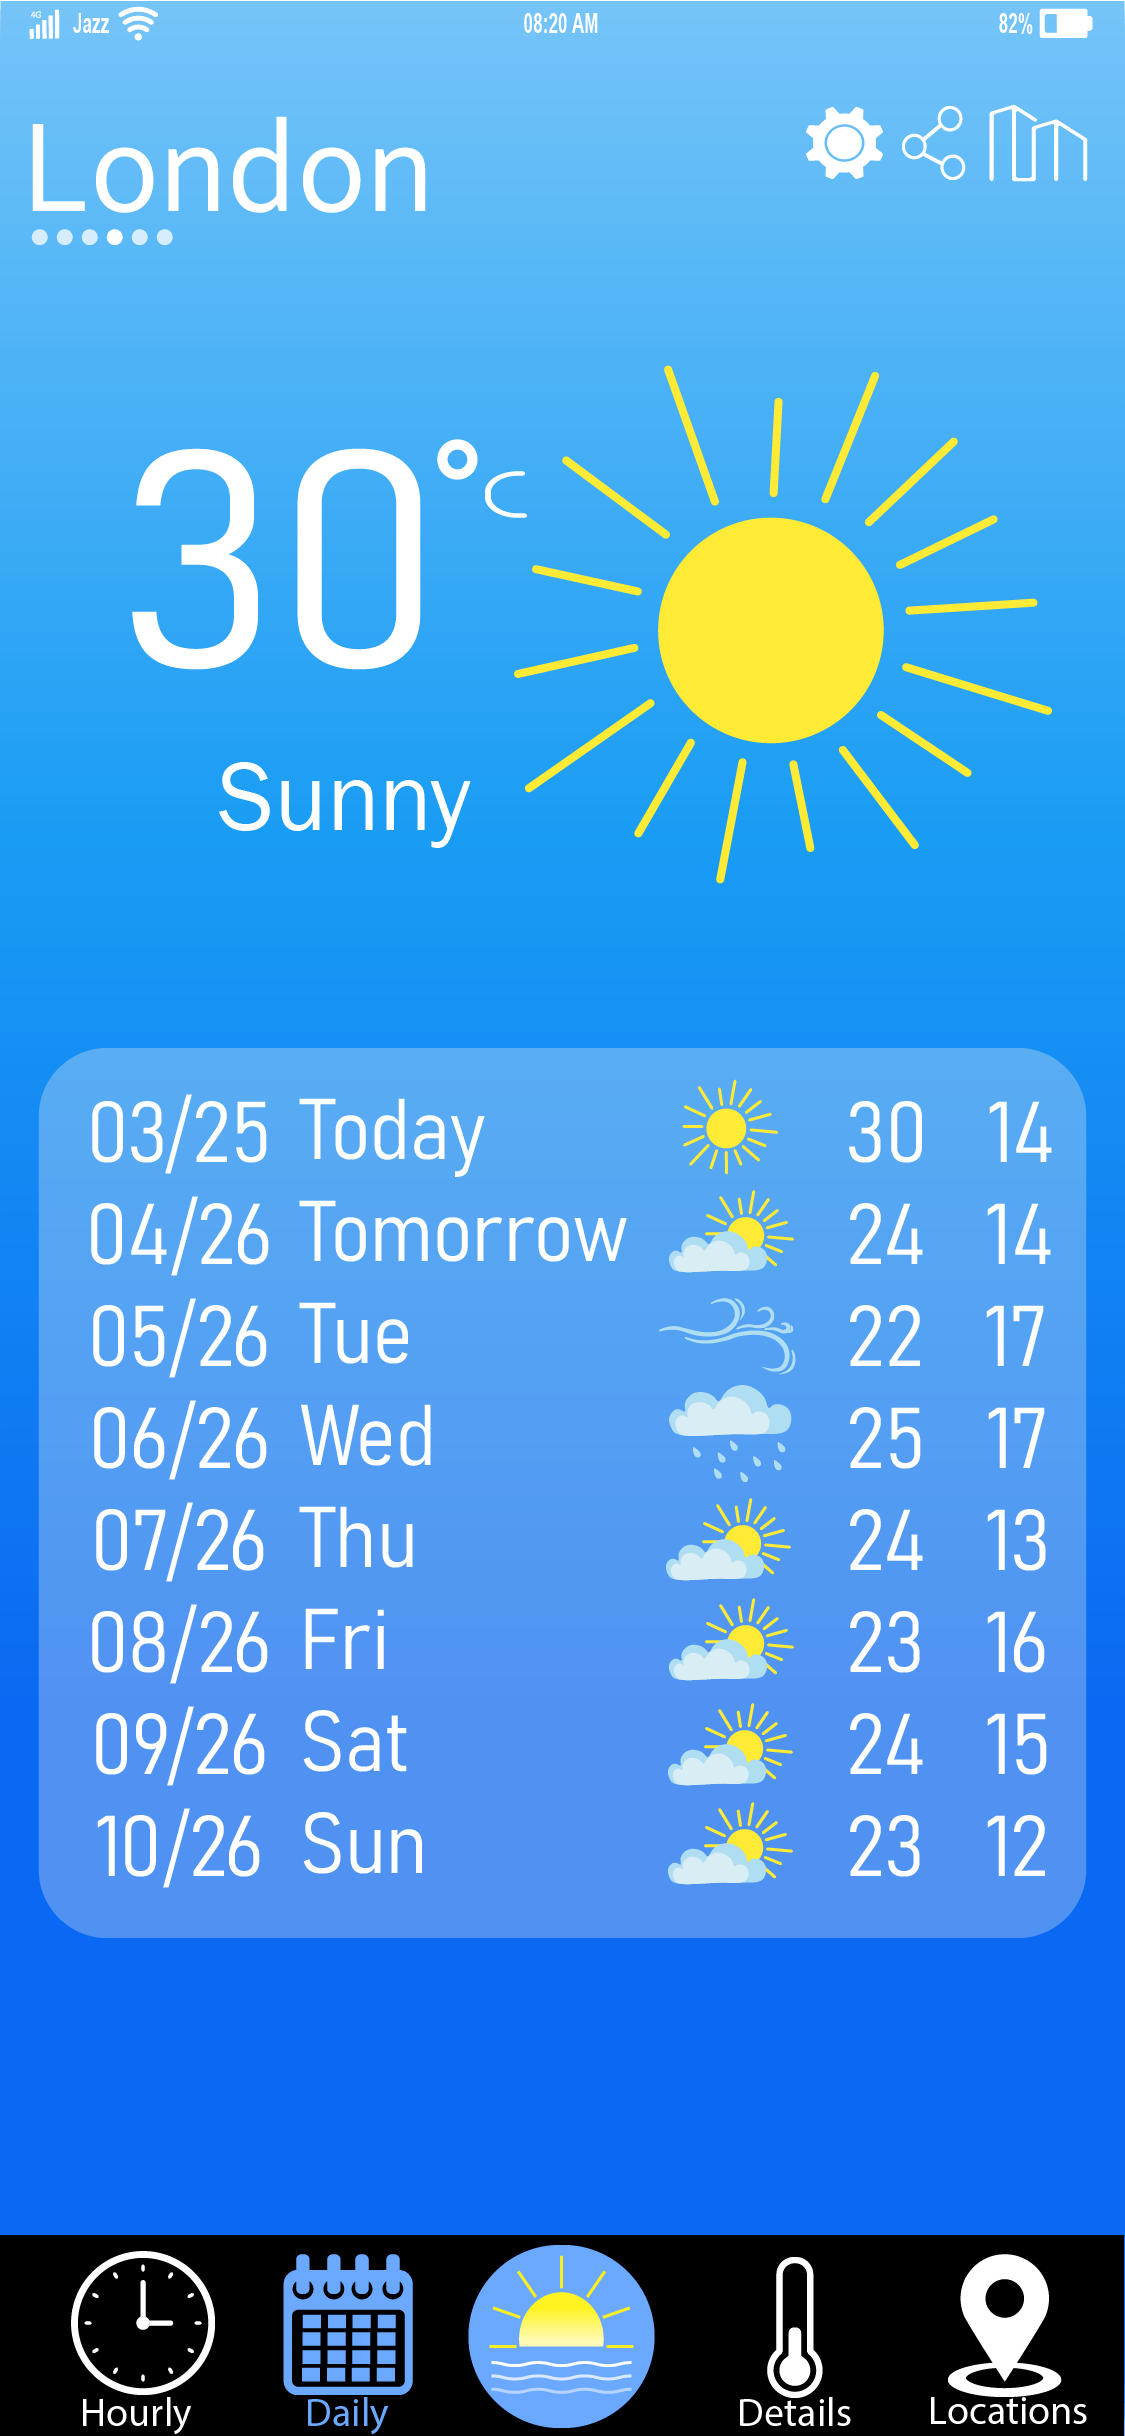 4G Jazz 08:20 AM 82%
London
30°C
Sunny
03/25 Today 30 14
04/26 Tomorrow 24 14
05/26 Tue 22 17
06/26 Wed 25 17
07/26 Thu 24 13
08/26 Fri 23 16
09/26 Sat 24 15
10/26 Sun 23 12
Hourly Daily Details Locations